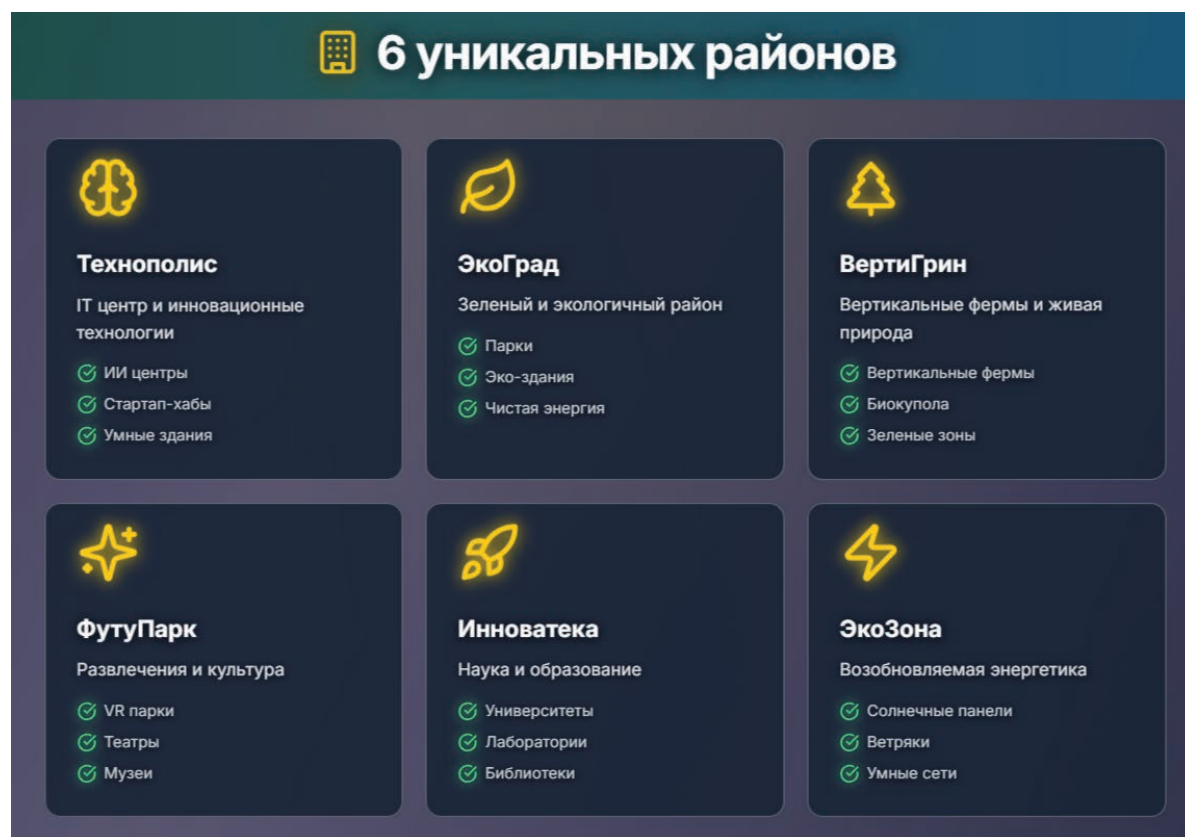 6 уникальных районов
Технополис
IT центр и инновационные
технологии
ИИ центры
Стартап-хабы
Умные здания
ЭкоГрад
Зеленый и экологичный район
Парки
Эко-здания
Чистая энергия
ВертиГрин
Вертикальные фермы и живая
природа
Вертикальные фермы
Биокупола
Зеленые зоны
ФутуПарк
Развлечения и культура
VR парки
Театры
Музеи
Инноватека
Наука и образование
Университеты
Лаборатории
Библиотеки
ЭкоЗона
Возобновляемая энергетика
Солнечные панели
Ветряки
Умные сети